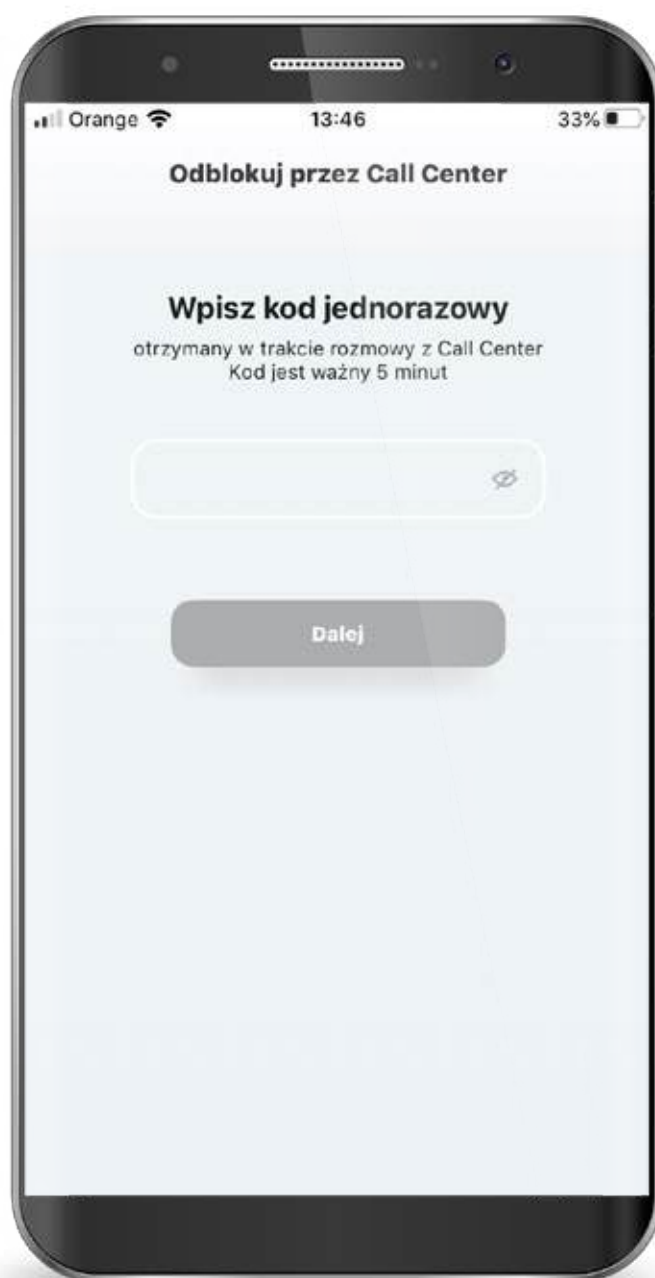 Orange 13:46 33%
Odblokuj przez Call Center
Wpisz kod jednorazowy
otrzymany w trakcie rozmowy z Call Center
Kod jest ważny 5 minut
Dalej